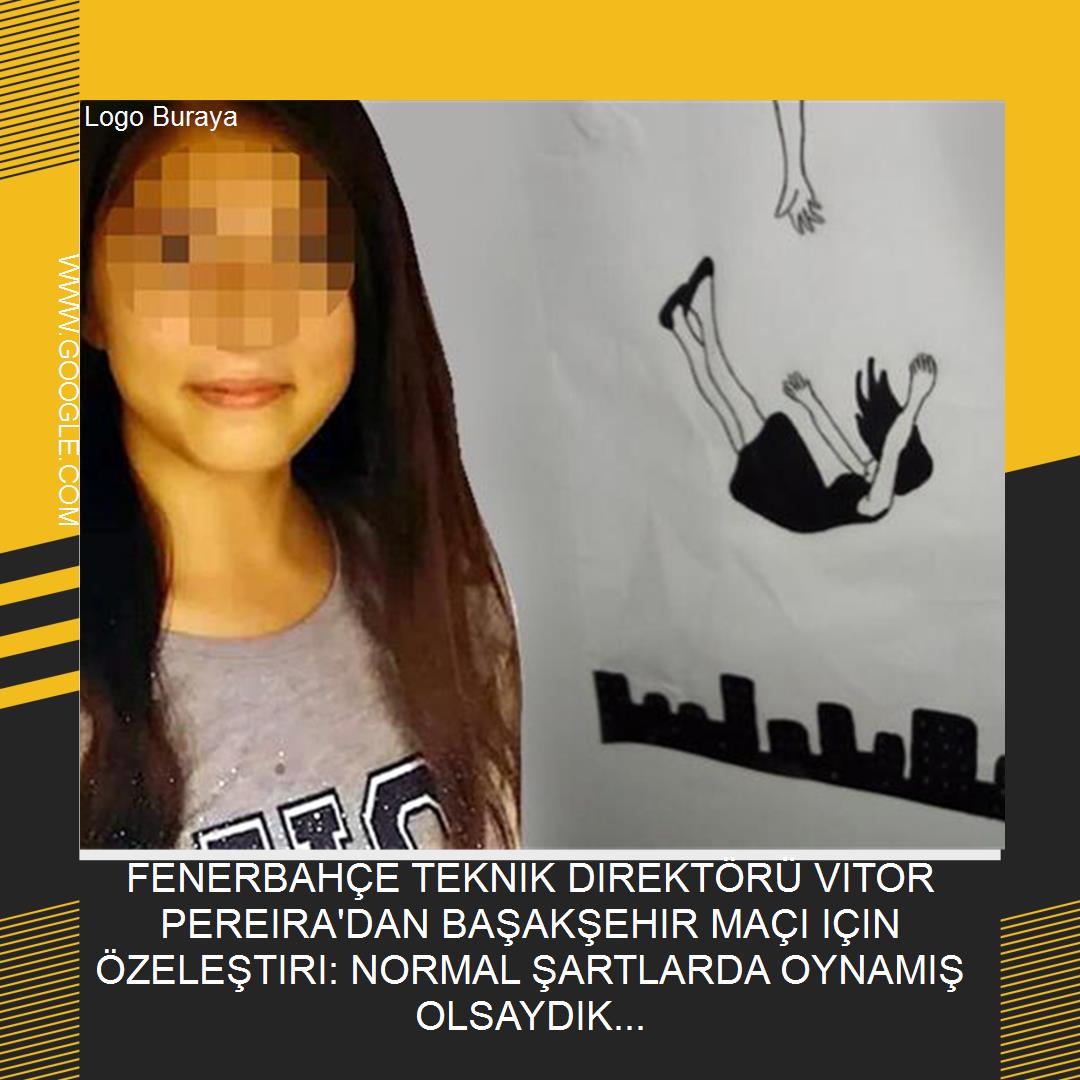 Logo Buraya
WWW.GOOGLE.COM
FENERBAHÇE TEKNIK DIREKTÖRÜ VITOR
PEREIRA'DAN BAŞAKŞEHIR MAÇI IÇIN
ÖZELEŞTIRI: NORMAL ŞARTLARDA OYNAMIŞ
OLSAYDIK...